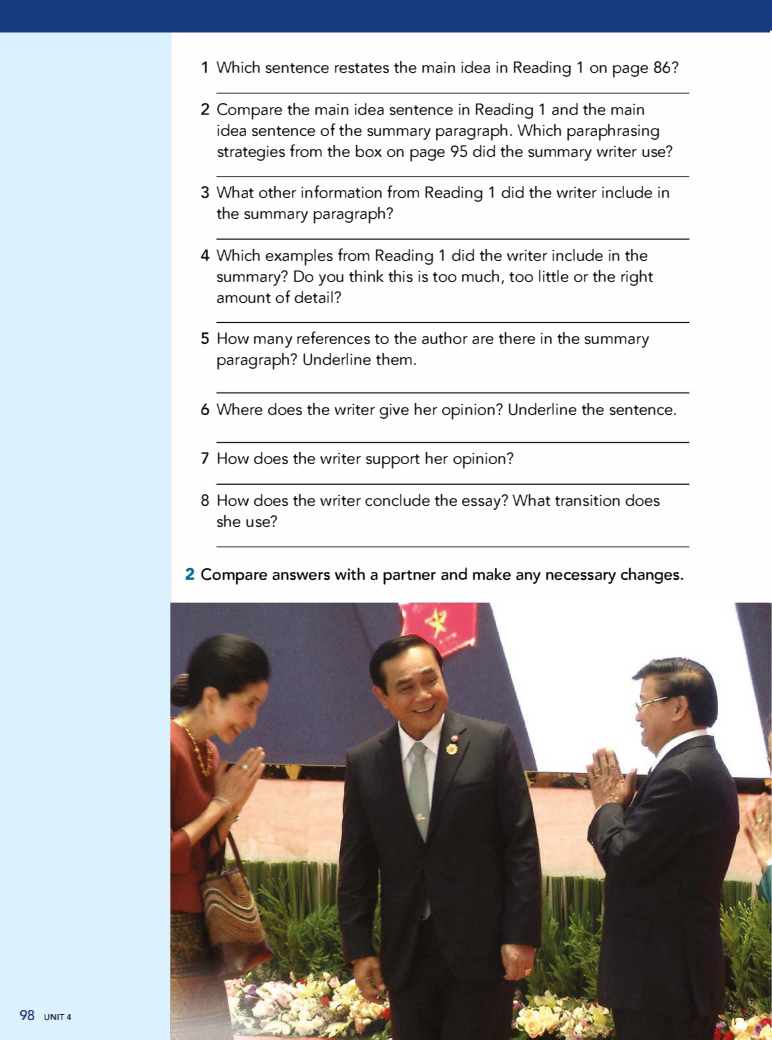 1 Which sentence restates the main idea in Reading 1 on page 86?
2 Compare the main idea sentence in Reading 1 and the main
idea sentence of the summary paragraph. Which paraphrasing
strategies from the box on page 95 did the summary writer use?
3 What other information from Reading 1 did the writer include in
the summary paragraph?
4 Which examples from Reading 1 did the writer include in the
summary? Do you think this is too much, too little or the right
amount of detail?
5 How many references to the author are there in the summary
paragraph? Underline them.
6 Where does the writer give her opinion? Underline the sentence.
7 How does the writer support her opinion?
8 How does the writer conclude the essay? What transition does
she use?
2 Compare answers with a partner and make any necessary changes.
98 UNIT 4